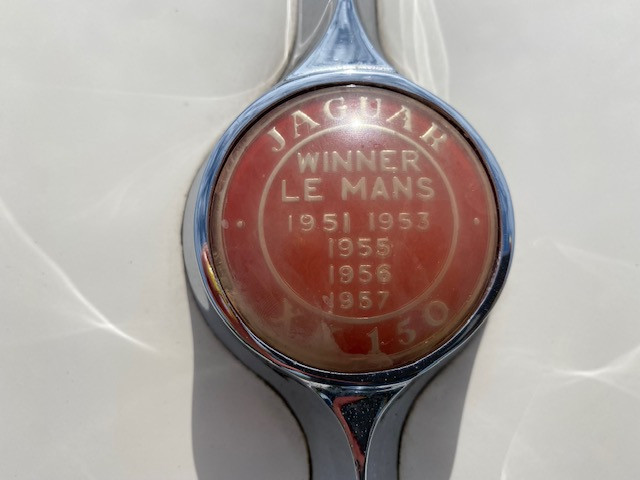 JAGUAR
WINNER
LE MANS
1951 1953
1955
1956
1957
XK 150